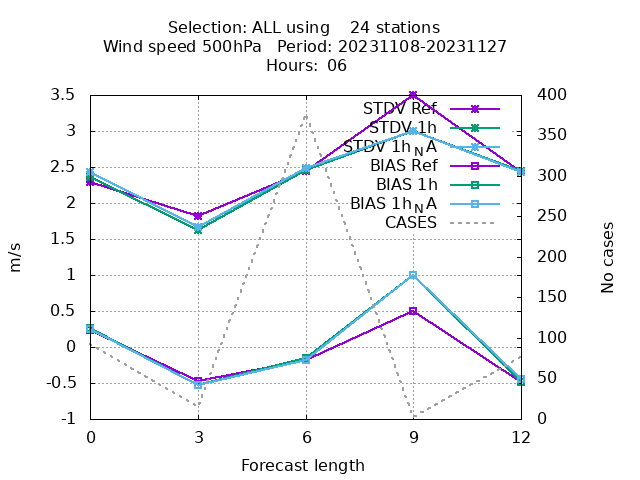 Selection: ALL using 24 stations
Wind speed 500hPa Period: 20231108-20231127
Hours: 06
3.5
3
2.5
2
1.5
1
0.5
0
-0.5
-1
400
350
300
250
200
150
100
50
0
STDV Ref
STDV 1h
STDV 1h_N A
BIAS Ref
BIAS 1h
BIAS 1h_N A
CASES
m/s
No cases
0 3 6 9 12
Forecast length